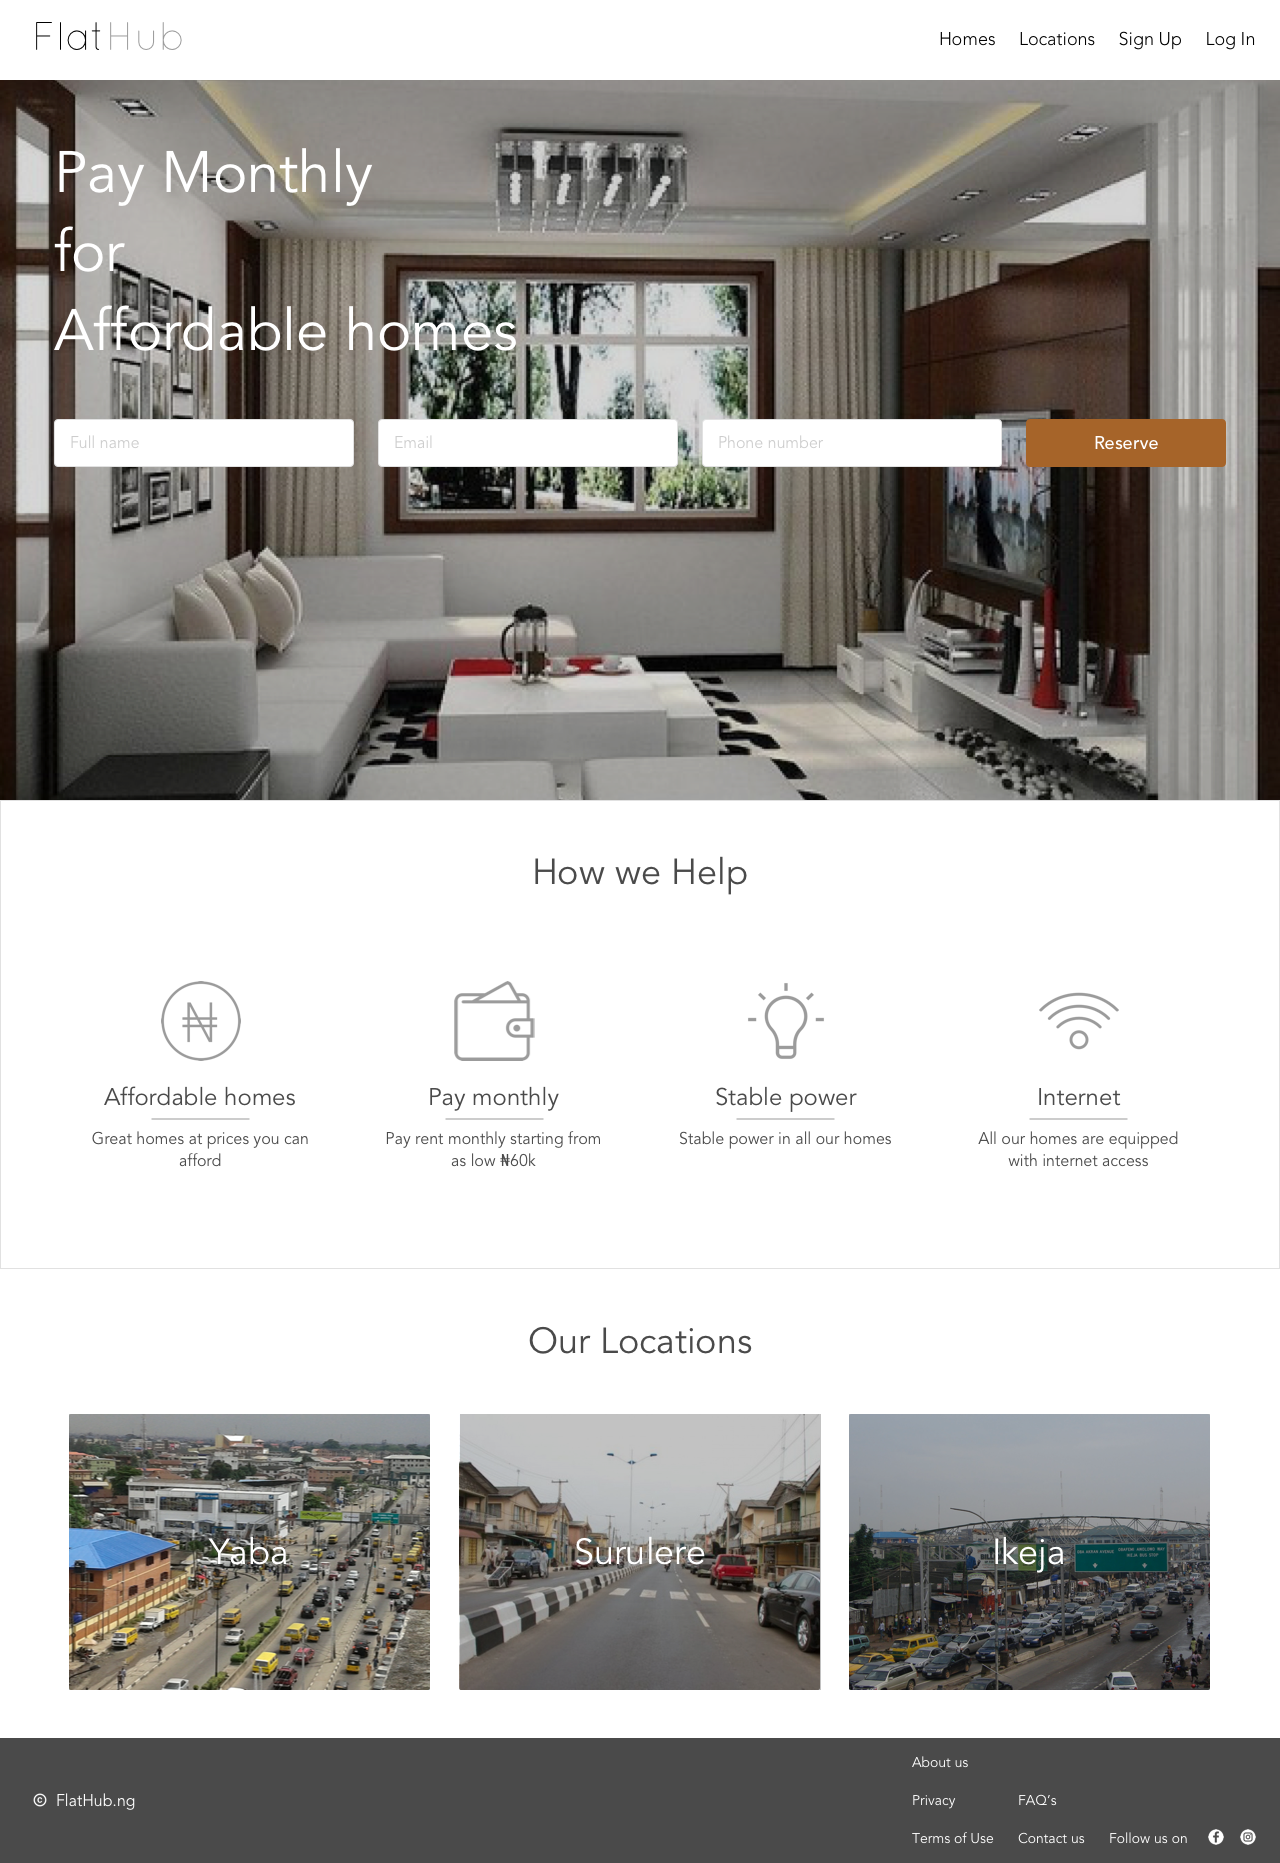 FlatHub
Homes Locations Sign Up Log In
Pay Monthly
for
Affordable homes
Full name
Email
Phone number
Reserve
How we Help
Affordable homes
Great homes at prices you can
afford
Pay monthly
Pay rent monthly starting from
as low ₦60k
Stable power
Stable power in all our homes
Internet
All our homes are equipped
with internet access
Our Locations
Yaba
Surulere
Ikeja
© FlatHub.ng
About us
Privacy
FAQ’s
Terms of Use
Contact us
Follow us on